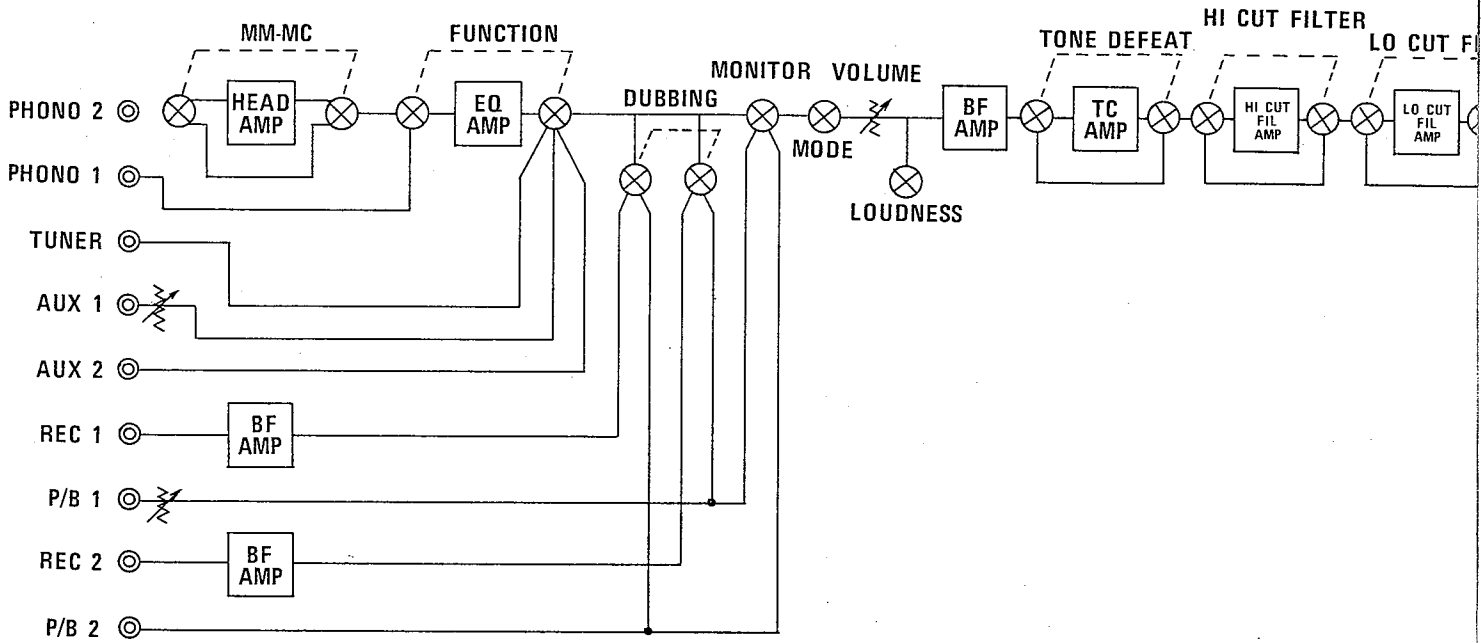 HI CUT FILTER
MM-MC
FUNCTION
TONE DEFEAT
LO CUT FI
MONITOR VOLUME
DUBBING
PHONO 2
HEAD
AMP
EQ
AMP
BF
AMP
TC
AMP
HI CUT
FIL
AMP
LO CUT
FIL
AMP
MODE
PHONO 1
LOUDNESS
TUNER
AUX 1
AUX 2
REC 1
BF
AMP
P/B 1
REC 2
BF
AMP
P/B 2